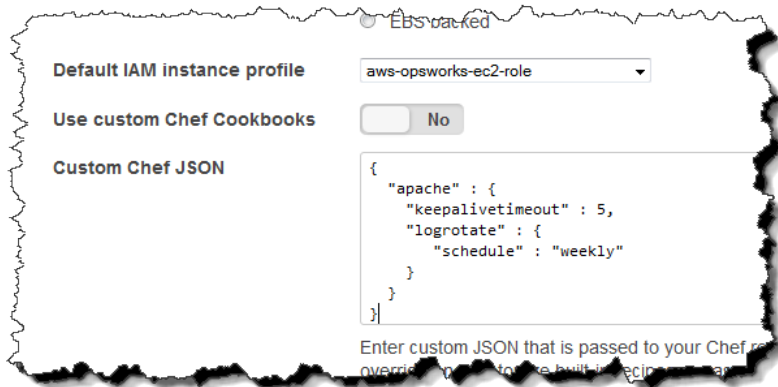 EBS backed
Default IAM instance profile
aws-opsworks-ec2-role
Use custom Chef Cookbooks
No
Custom Chef JSON
{
"apache" : {
"keepalivetimeout" : 5,
"logrotate" : {
"schedule" : "weekly"
}
}
}
Enter custom JSON that is passed to your Chef